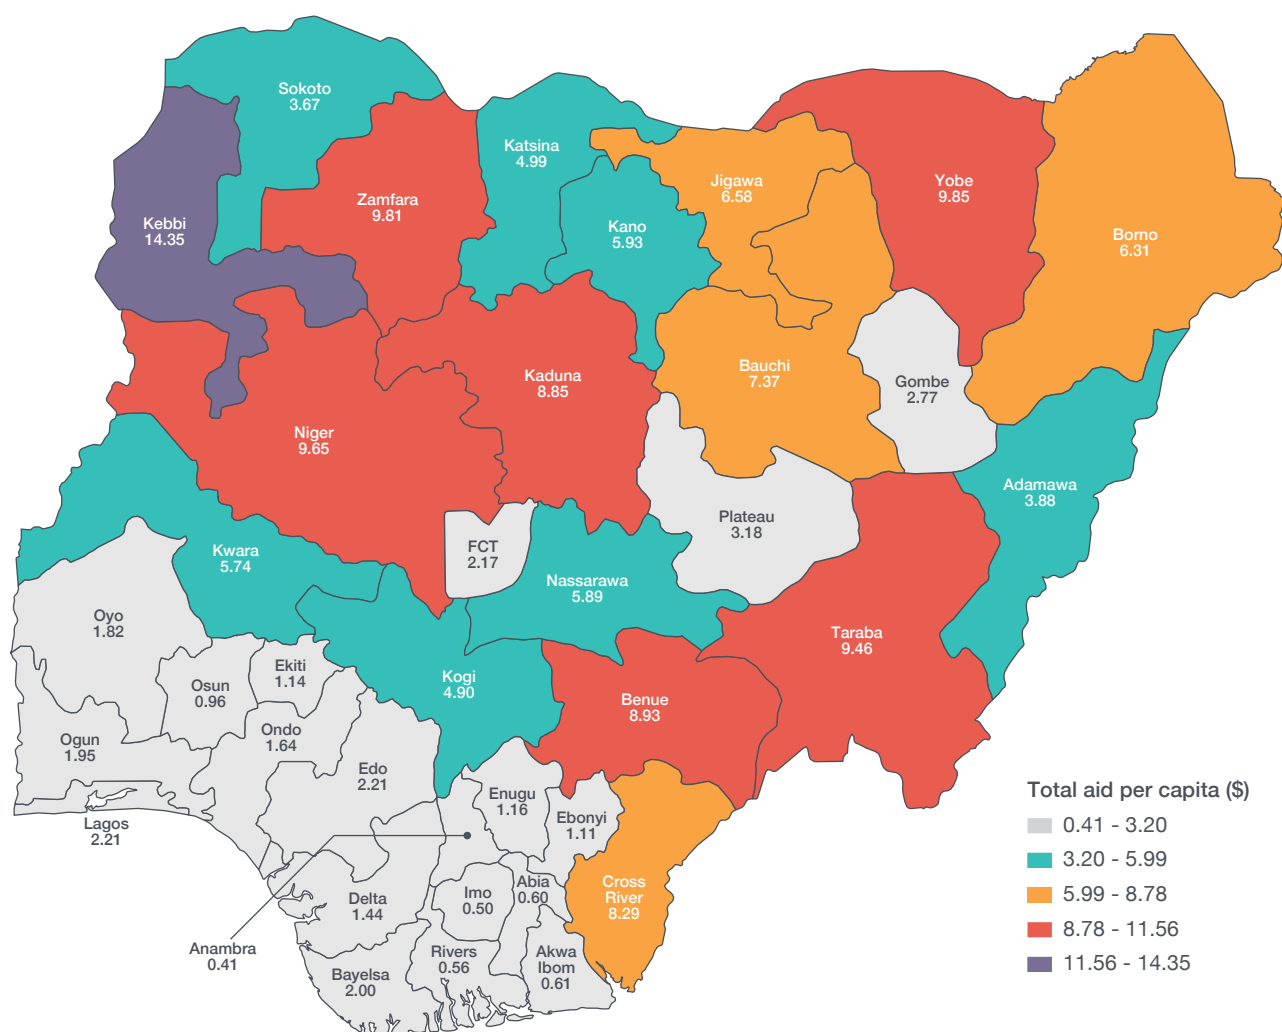 Sokoto
3.67
Katsina
4.99
Kebbi
14.35
Zamfara
9.81
Kano
5.93
Jigawa
6.58
Yobe
9.85
Borno
6.31
Kaduna
8.85
Bauchi
7.37
Gombe
2.77
Niger
9.65
Adamawa
3.88
Plateau
3.18
FCT
2.17
Kwara
5.74
Nassarawa
5.89
Oyo
1.82
Taraba
9.46
Ekiti
1.14
Osun
0.96
Kogi
4.90
Benue
8.93
Ondo
1.64
Ogun
1.95
Edo
2.21
Enugu
1.16
Ebonyi
1.11
Lagos
2.21
Cross
River
8.29
Abia
0.60
Imo
0.50
Delta
1.44
Anambra
0.41
Rivers
0.56
Akwa
Ibom
0.61
Bayelsa
2.00
Total aid per capita ($)
0.41 - 3.20
3.20 - 5.99
5.99 - 8.78
8.78 - 11.56
11.56 - 14.35